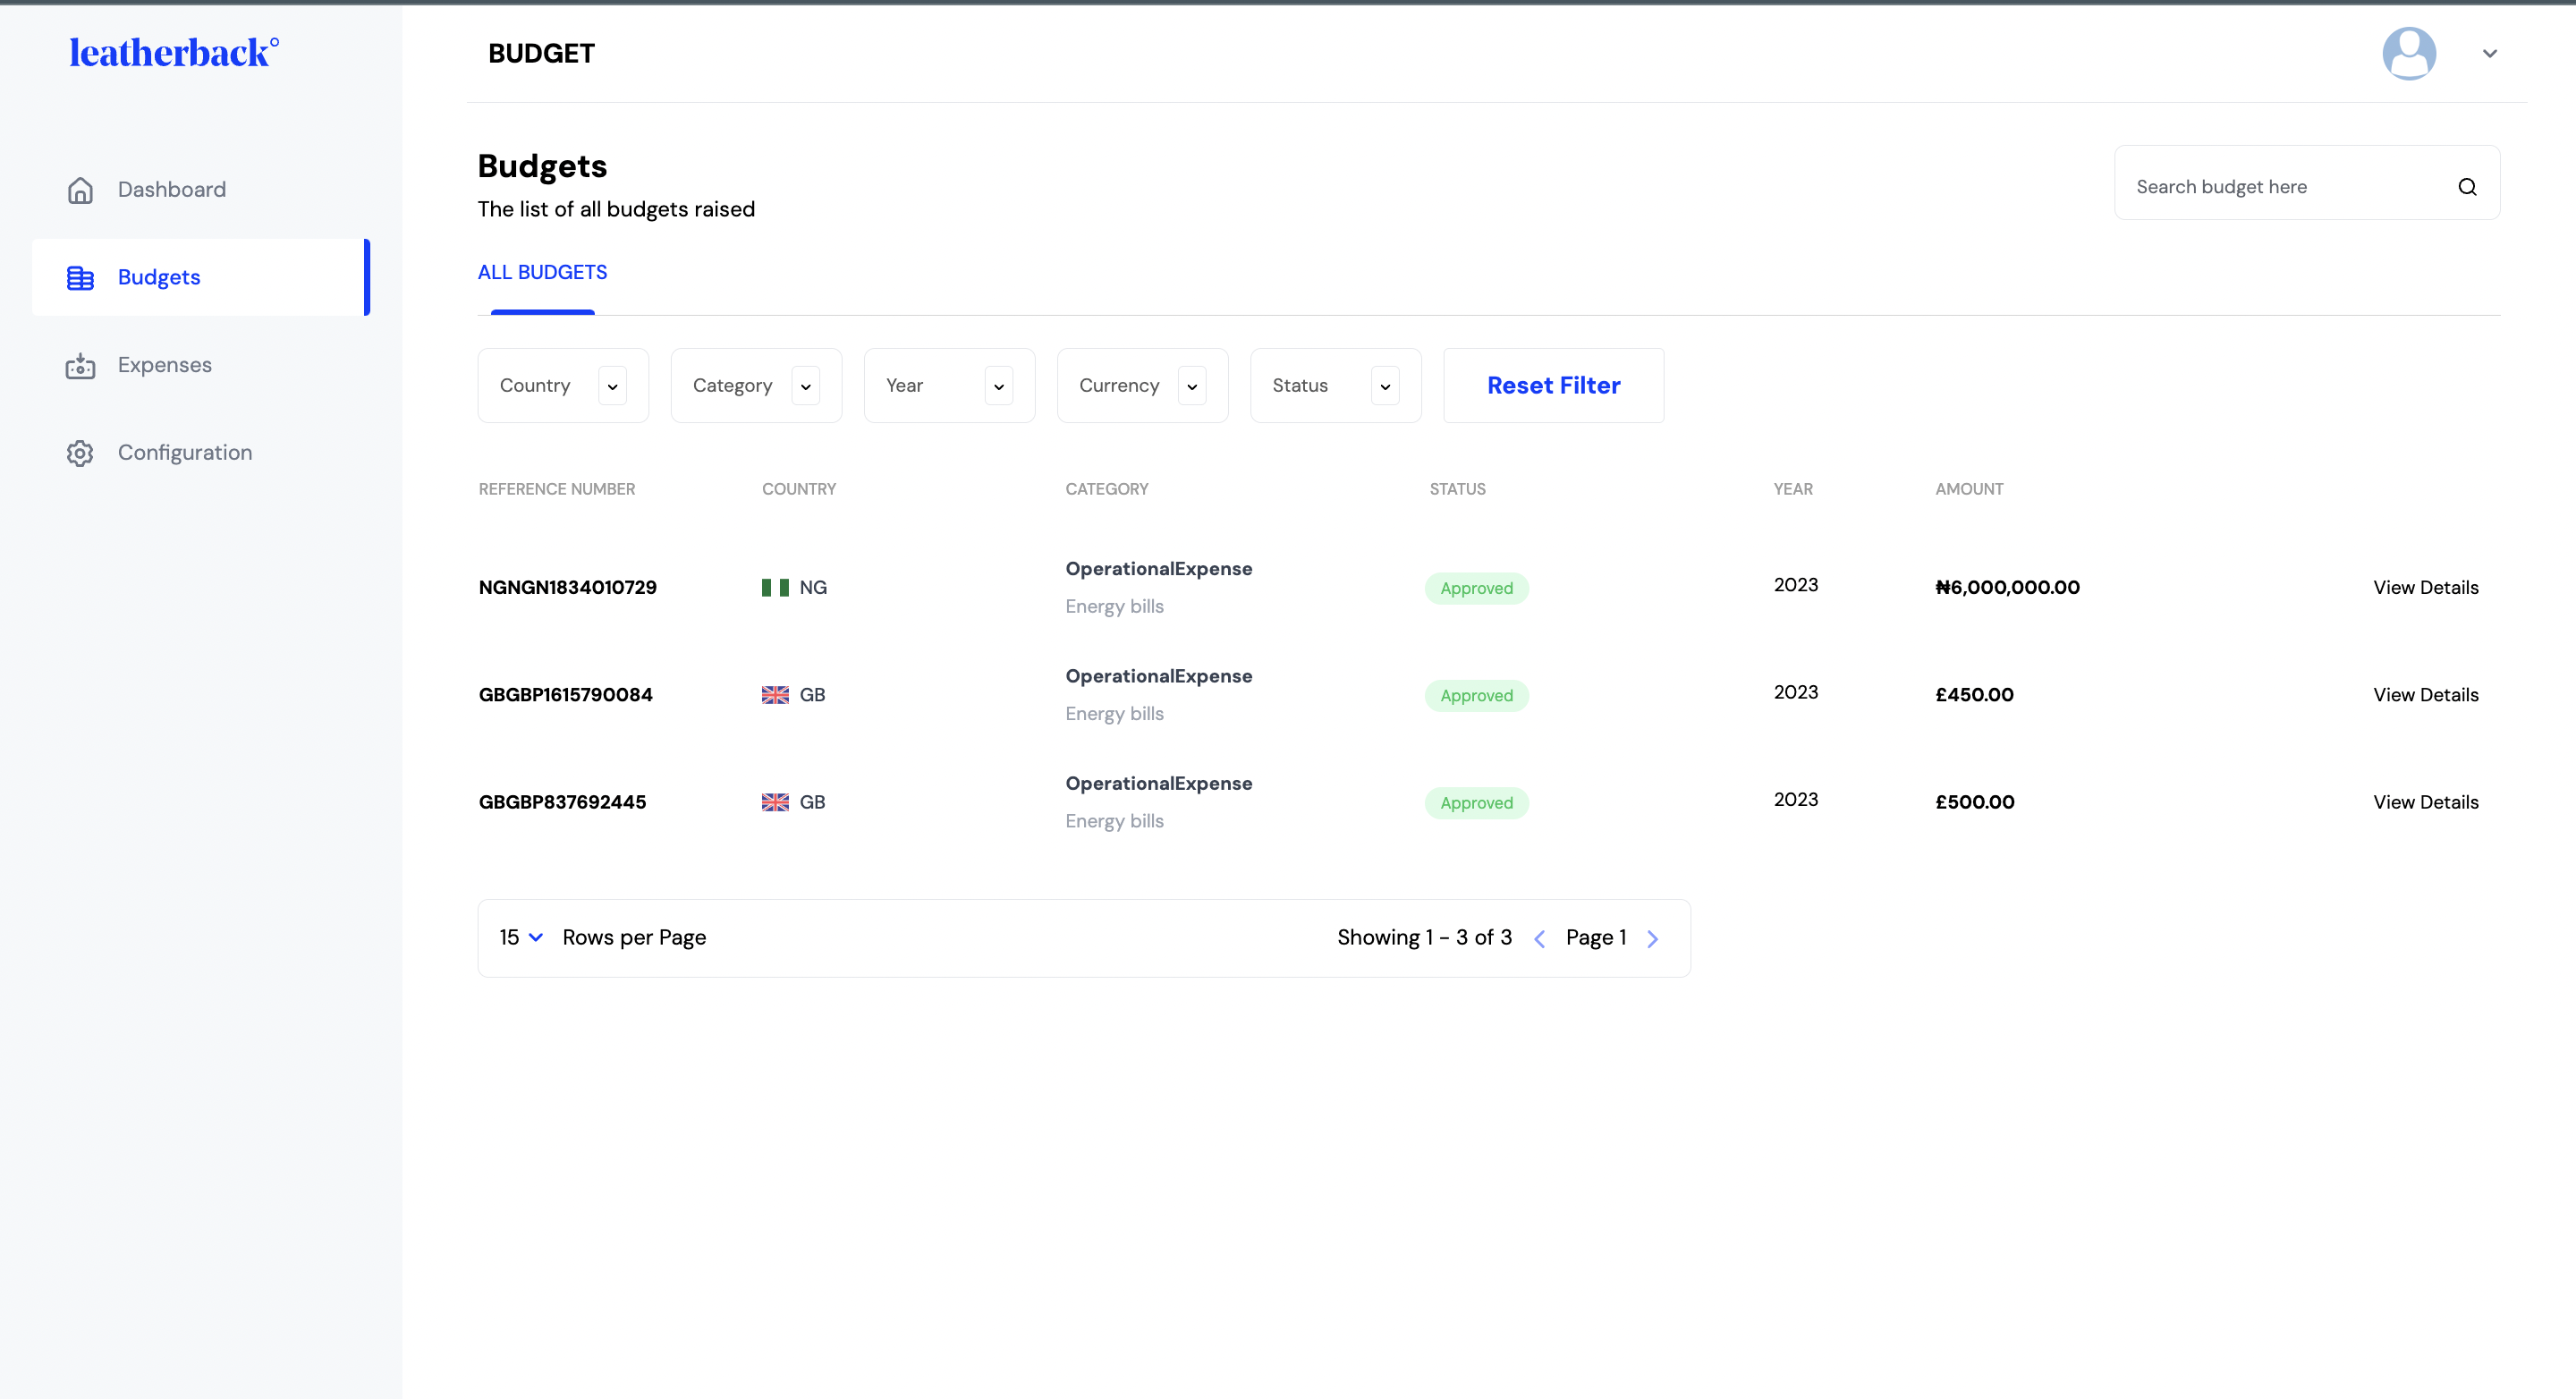 leatherback°
BUDGET
Dashboard
Budgets
Expenses
Configuration
Budgets
The list of all budgets raised
Search budget here
ALL BUDGETS
Country Category Year Currency Status Reset Filter
REFERENCE NUMBER COUNTRY CATEGORY STATUS YEAR AMOUNT
NGNGN1834010729 NG OperationalExpense Approved 2023 ₦6,000,000.00 View Details
Energy bills
GBGBP1615790084 GB OperationalExpense Approved 2023 £450.00 View Details
Energy bills
GBGBP837692445 GB OperationalExpense Approved 2023 £500.00 View Details
Energy bills
15 Rows per Page Showing 1 - 3 of 3 Page 1